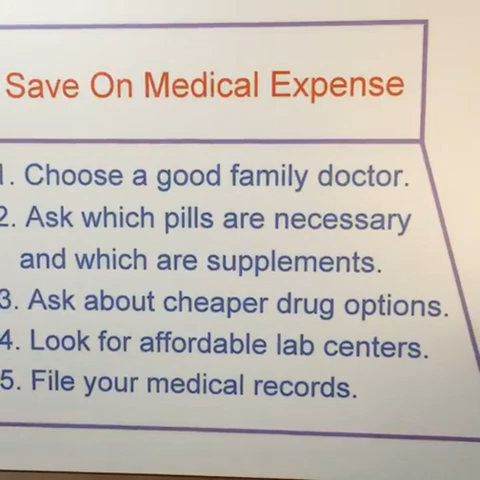 Save On Medical Expense
1. Choose a good family doctor.
2. Ask which pills are necessary
and which are supplements.
3. Ask about cheaper drug options.
4. Look for affordable lab centers.
5. File your medical records.